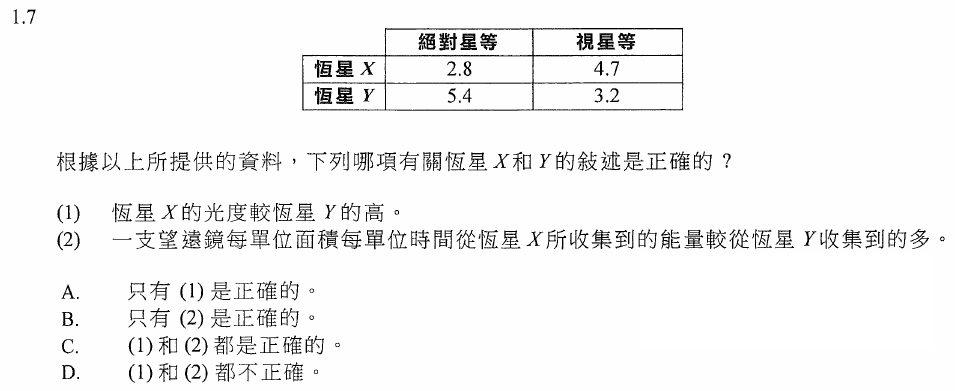 1.7
絕對星等 視星等
恆星 X 2.8 4.7
恆星 Y 5.4 3.2
根據以上所提供的資料，下列哪項有關恆星 X 和 Y 的敍述是正確的？
(1) 恆星 X 的光度較恆星 Y 的高。
(2) 一支望遠鏡每單位面積每單位時間從恆星 X 所收集到的能量較從恆星 Y 收集到的多。
A. 只有 (1) 是正確的。
B. 只有 (2) 是正確的。
C. (1) 和 (2) 都是正確的。
D. (1) 和 (2) 都不正確。